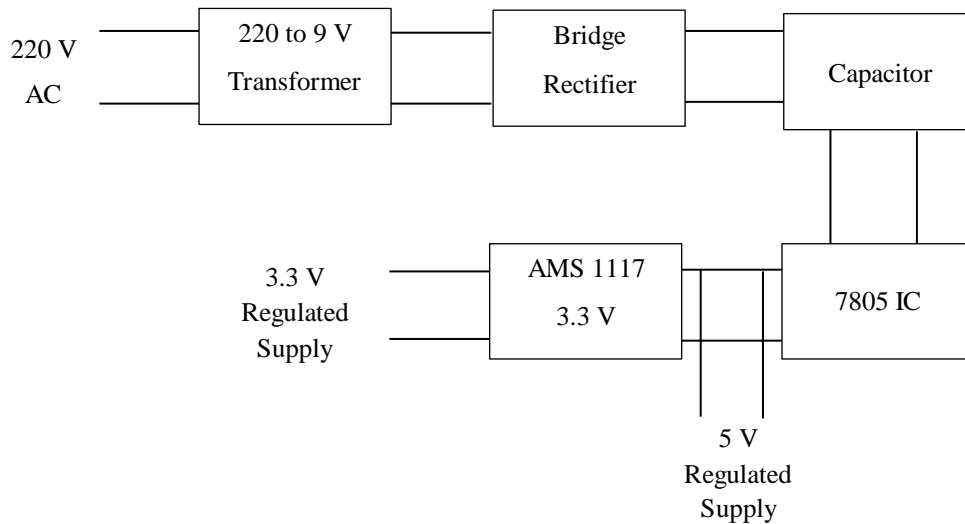 220 V
AC
220 to 9 V
Transformer
Bridge
Rectifier
Capacitor
3.3 V
Regulated
Supply
AMS 1117
3.3 V
7805 IC
5 V
Regulated
Supply